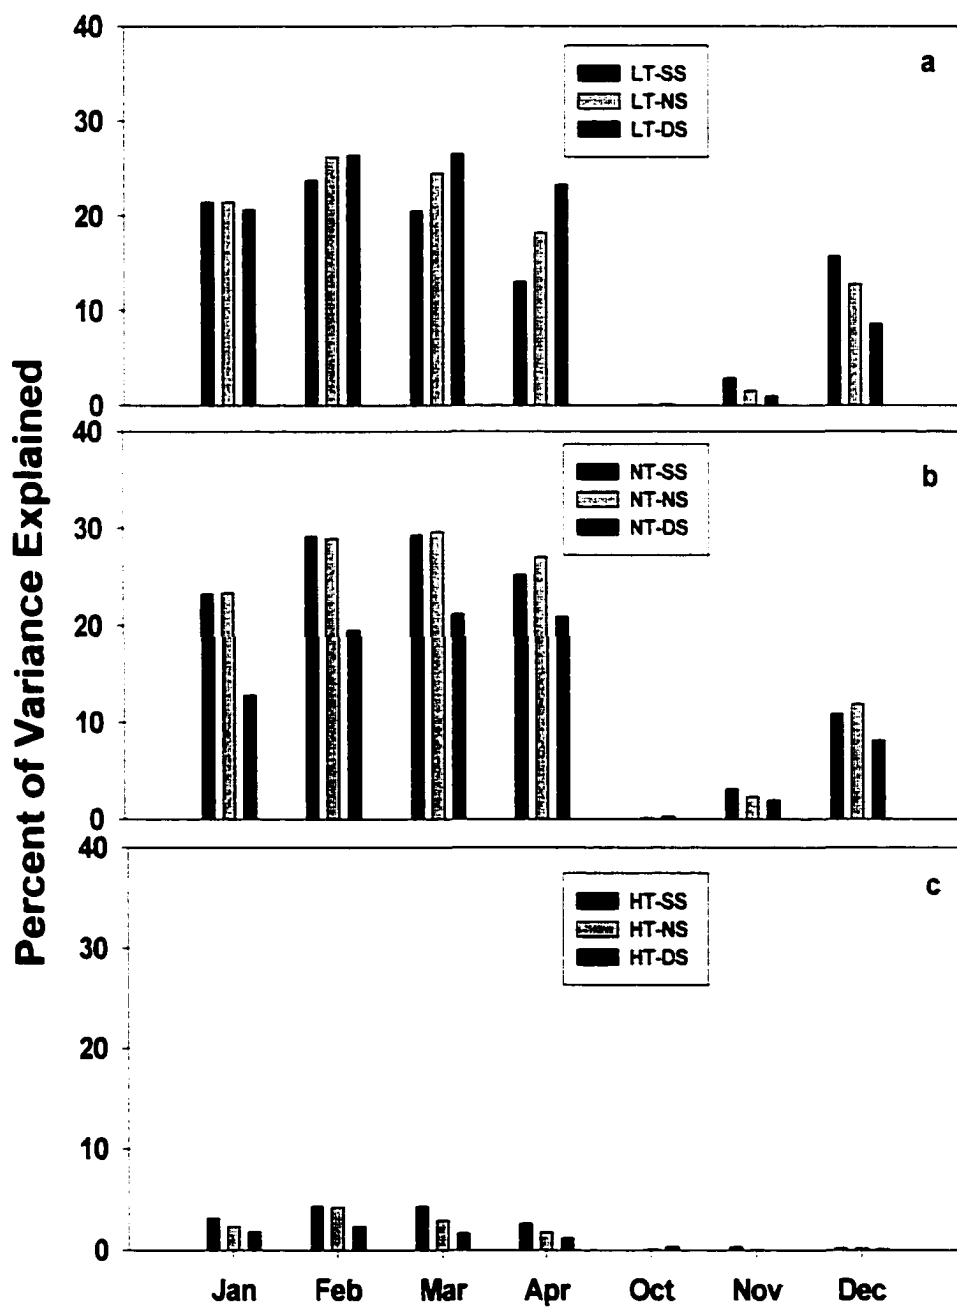 Percent of Variance Explained
40
30
20
10
0
a
LT-SS
LT-NS
LT-DS
40
30
20
10
0
b
NT-SS
NT-NS
NT-DS
40
30
20
10
0
c
HT-SS
HT-NS
HT-DS
Jan Feb Mar Apr Oct Nov Dec